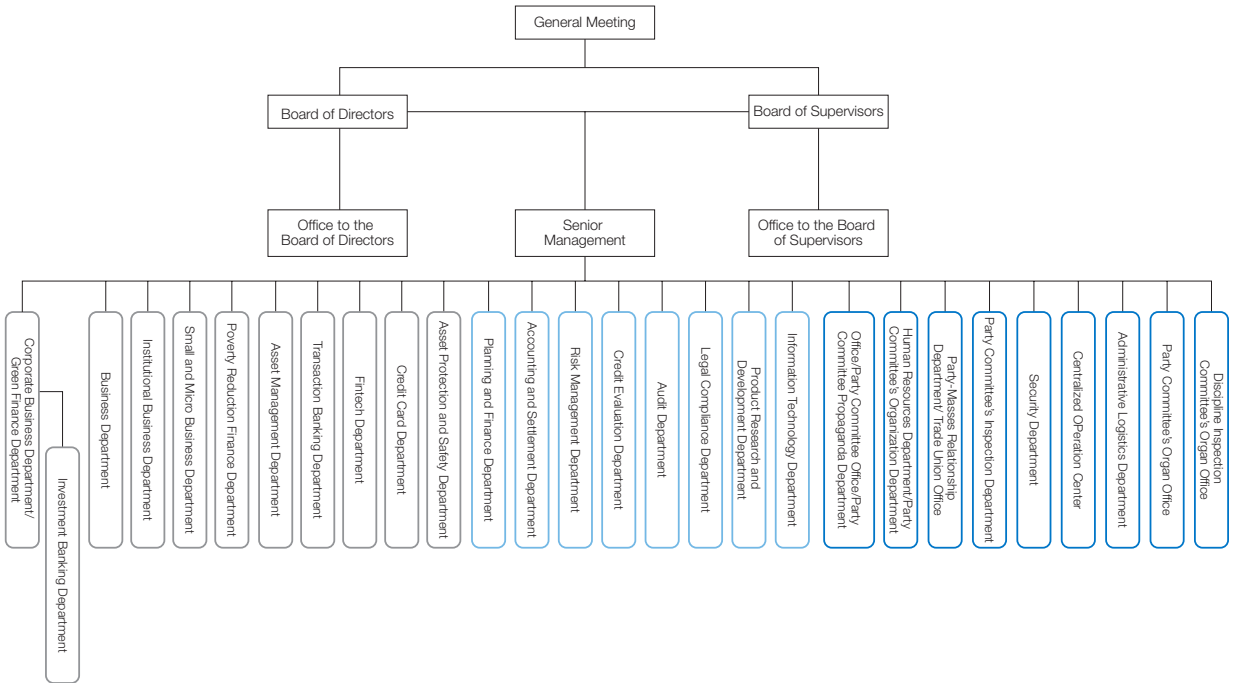 General Meeting
Board of Directors
Board of Supervisors
Office to the
Board of Directors
Senior
Management
Office to the Board
of Supervisors
Corporate Business Department/
Green Finance Department
Investment Banking Department
Business Department
Institutional Business Department
Small and Micro Business Department
Poverty Reduction Finance Department
Asset Management Department
Transaction Banking Department
Fintech Department
Credit Card Department
Asset Protection and Safety Department
Planning and Finance Department
Accounting and Settlement Department
Risk Management Department
Credit Evaluation Department
Audit Department
Legal Compliance Department
Product Research and
Development Department
Information Technology Department
Office/Party Committee Office/Party
Committee Propaganda Department
Human Resources Department/Party
Committee's Organization Department
Party-Masses Relationship
Department/ Trade Union Office
Party Committee's Inspection Department
Security Department
Centralized OPeration Center
Administrative Logistics Department
Party Committee's Organ Office
Discipline Inspection
Committee's Organ Office